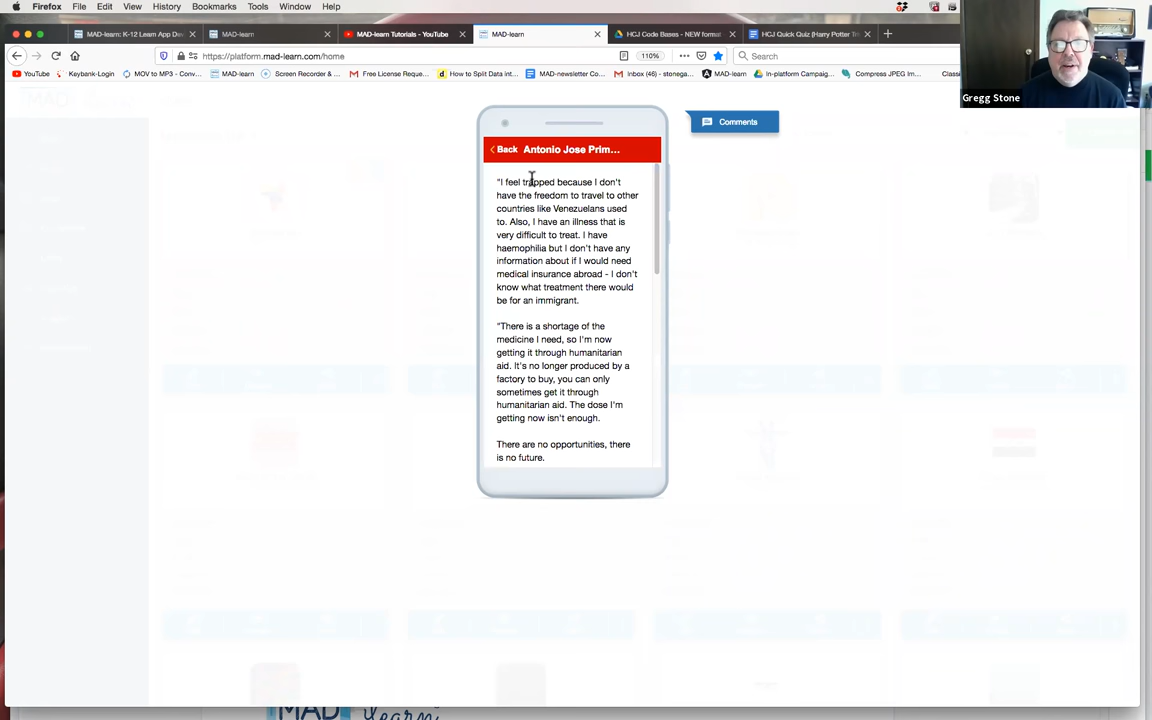 Firefox File Edit View History Bookmarks Tools Window Help
MAD-learn: K-12 Learn App De
MAD-learn
MAD-learn Tutorials - YouTube
MAD-learn
HCJ Code Bases - NEW format
HCJ Quick Quiz (Harry Potter T
https://platform.mad-learn.com/home
110%
Search
YouTube
Keybank-Login
MOV to MP3 - Conv...
MAD-learn
Screen Recorder & ...
Free License Reque...
How to Split Data int...
MAD-newsletter Co...
Inbox (46) - stonega...
MAD-learn
In-platform Campaig...
Compress JPEG Im...
Classi
Gregg Stone
Comments
Back Antonio Jose Prim...
"I feel trapped because I don't
have the freedom to travel to other
countries like Venezuelans used
to. Also, I have an illness that is
very difficult to treat. I have
haemophilia but I don't have any
information about if I would need
medical insurance abroad - I don't
know what treatment there would
be for an immigrant.
"There is a shortage of the
medicine I need, so I'm now
getting it through humanitarian
aid. It's no longer produced by a
factory to buy, you can only
sometimes get it through
humanitarian aid. The dose I'm
getting now isn't enough.
There are no opportunities, there
is no future.
MAD learn